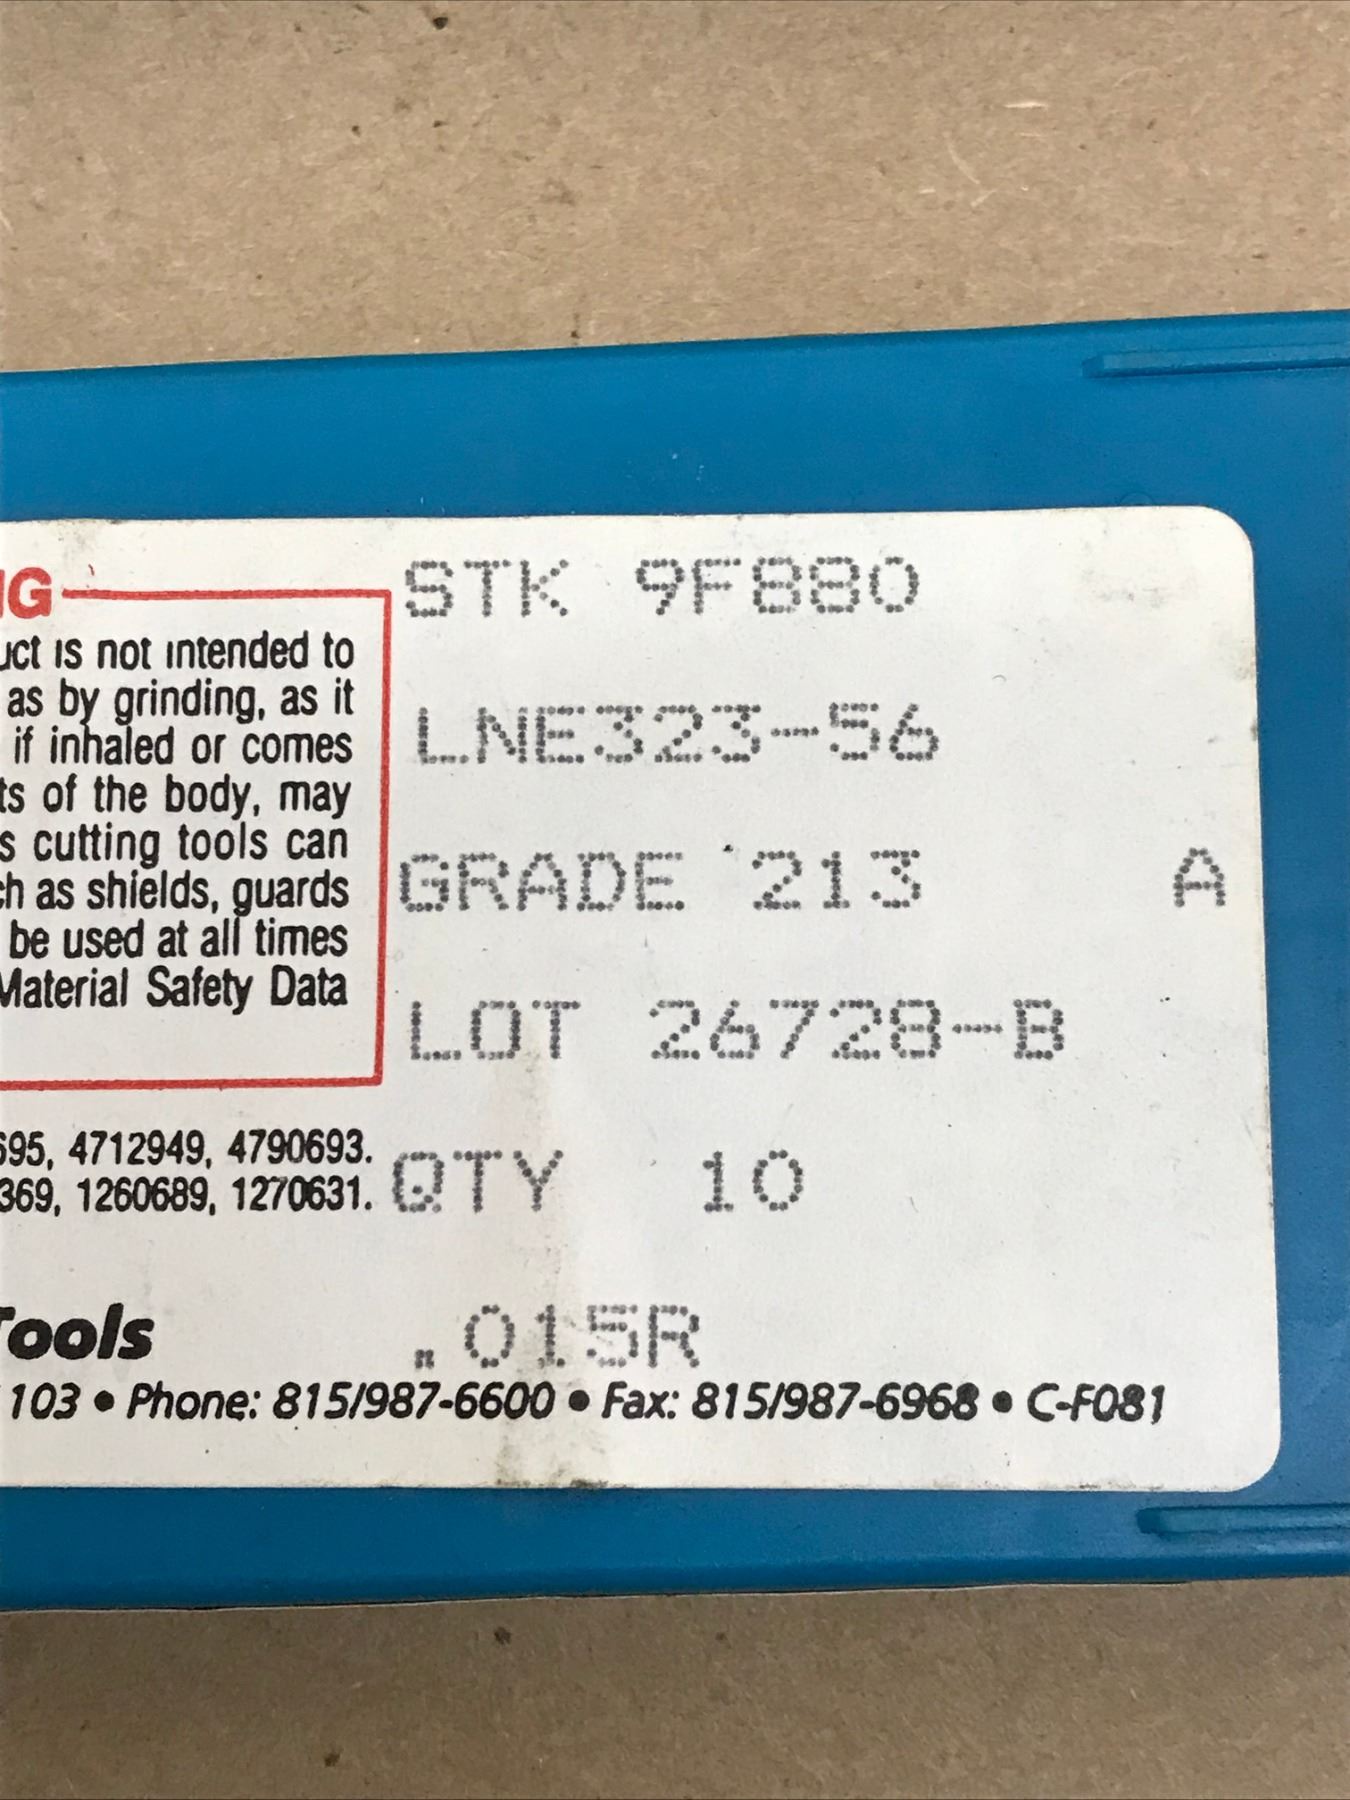 STK 9F880
NG
uct is not intended to
as by grinding, as it
if inhaled or comes
ts of the body, may
s cutting tools can
ch as shields, guards
be used at all times
Material Safety Data
LNE323-56
GRADE 213 A
LOT 26728-B
695, 4712949, 4790693.
369, 1260689, 1270631.
QTY 10
Tools
.015R
103 • Phone: 815/987-6600 • Fax: 815/987-6968 • C-F081